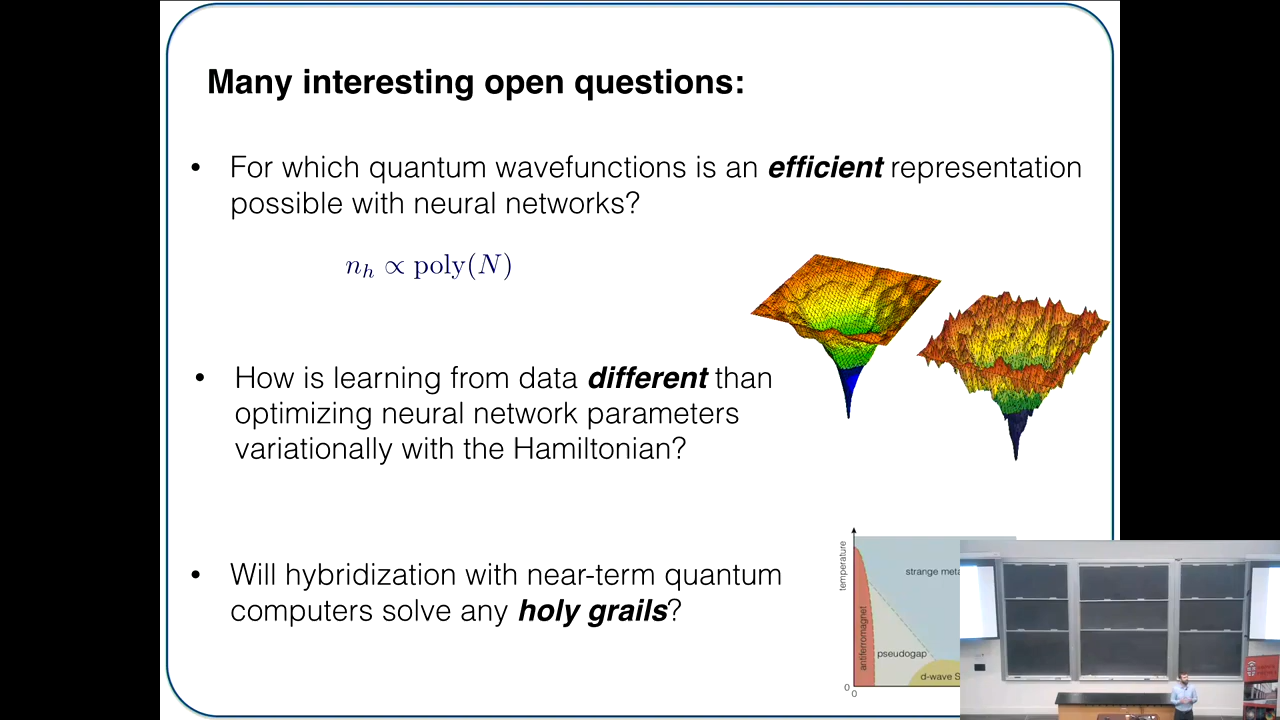 Many interesting open questions:
• For which quantum wavefunctions is an efficient representation
possible with neural networks?
n_h ∝ poly(N)
• How is learning from data different than
optimizing neural network parameters
variationally with the Hamiltonian?
• Will hybridization with near-term quantum
computers solve any holy grails?
temperature
strange meta
antiferromagnet
pseudogap
d-wave S
0
0